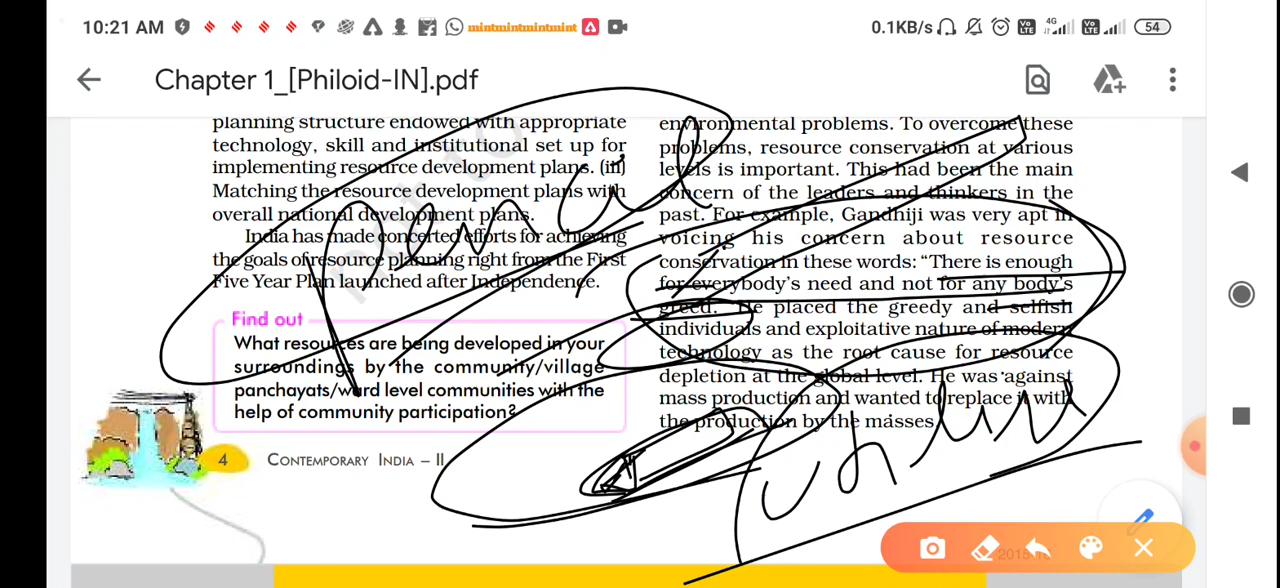 10:21 AM
mintmintmintmint
0.1KB/s
Vo LTE
4G
Vo LTE
54
Chapter 1_[Philoid-IN].pdf
planning structure endowed with appropriate
technology, skill and institutional set up for
implementing resource development plans. (iii)
Matching the resource development plans with
overall national development plans.
India has made concerted efforts for achieving
the goals of resource planning right from the First
Five Year Plan launched after Independence.
Find out
What resources are being developed in your
surroundings by the community/village
panchayats/ward level communities with the
help of community participation?
4 CONTEMPORARY INDIA – II
environmental problems. To overcome these
problems, resource conservation at various
levels is important. This had been the main
concern of the leaders and thinkers in the
past. For example, Gandhiji was very apt in
voicing his concern about resource
conservation in these words: “There is enough
for everybody's need and not for any body's
greed.” He placed the greedy and selfish
individuals and exploitative nature of modern
technology as the root cause for resource
depletion at the global level. He was against
mass production and wanted to replace it with
the production by the masses
Pencil